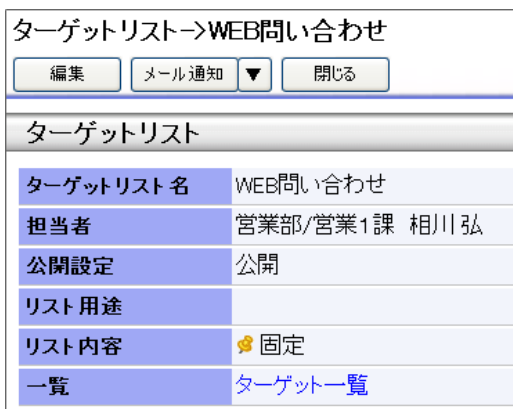 ターゲットリスト->WEB問い合わせ
編集 メール通知 ▼ 閉じる
ターゲットリスト
ターゲットリスト名 WEB問い合わせ
担当者 営業部/営業1課 相川弘
公開設定 公開
リスト用途
リスト内容 固定
一覧 ターゲット一覧